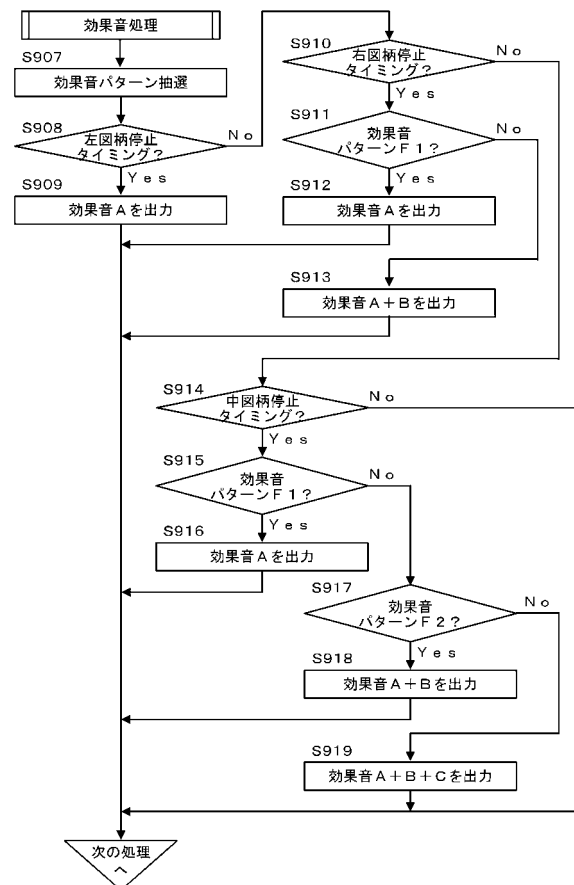 効果音処理
S907
効果音パターン抽選
S908
左図柄停止
タイミング？
No
Yes
S909
効果音Aを出力
S910
右図柄停止
タイミング？
No
Yes
S911
効果音
パターンF1？
No
Yes
S912
効果音Aを出力
S913
効果音A＋Bを出力
S914
中図柄停止
タイミング？
No
Yes
S915
効果音
パターンF1？
No
Yes
S916
効果音Aを出力
S917
効果音
パターンF2？
No
Yes
S918
効果音A＋Bを出力
S919
効果音A＋B＋Cを出力
次の処理
へ